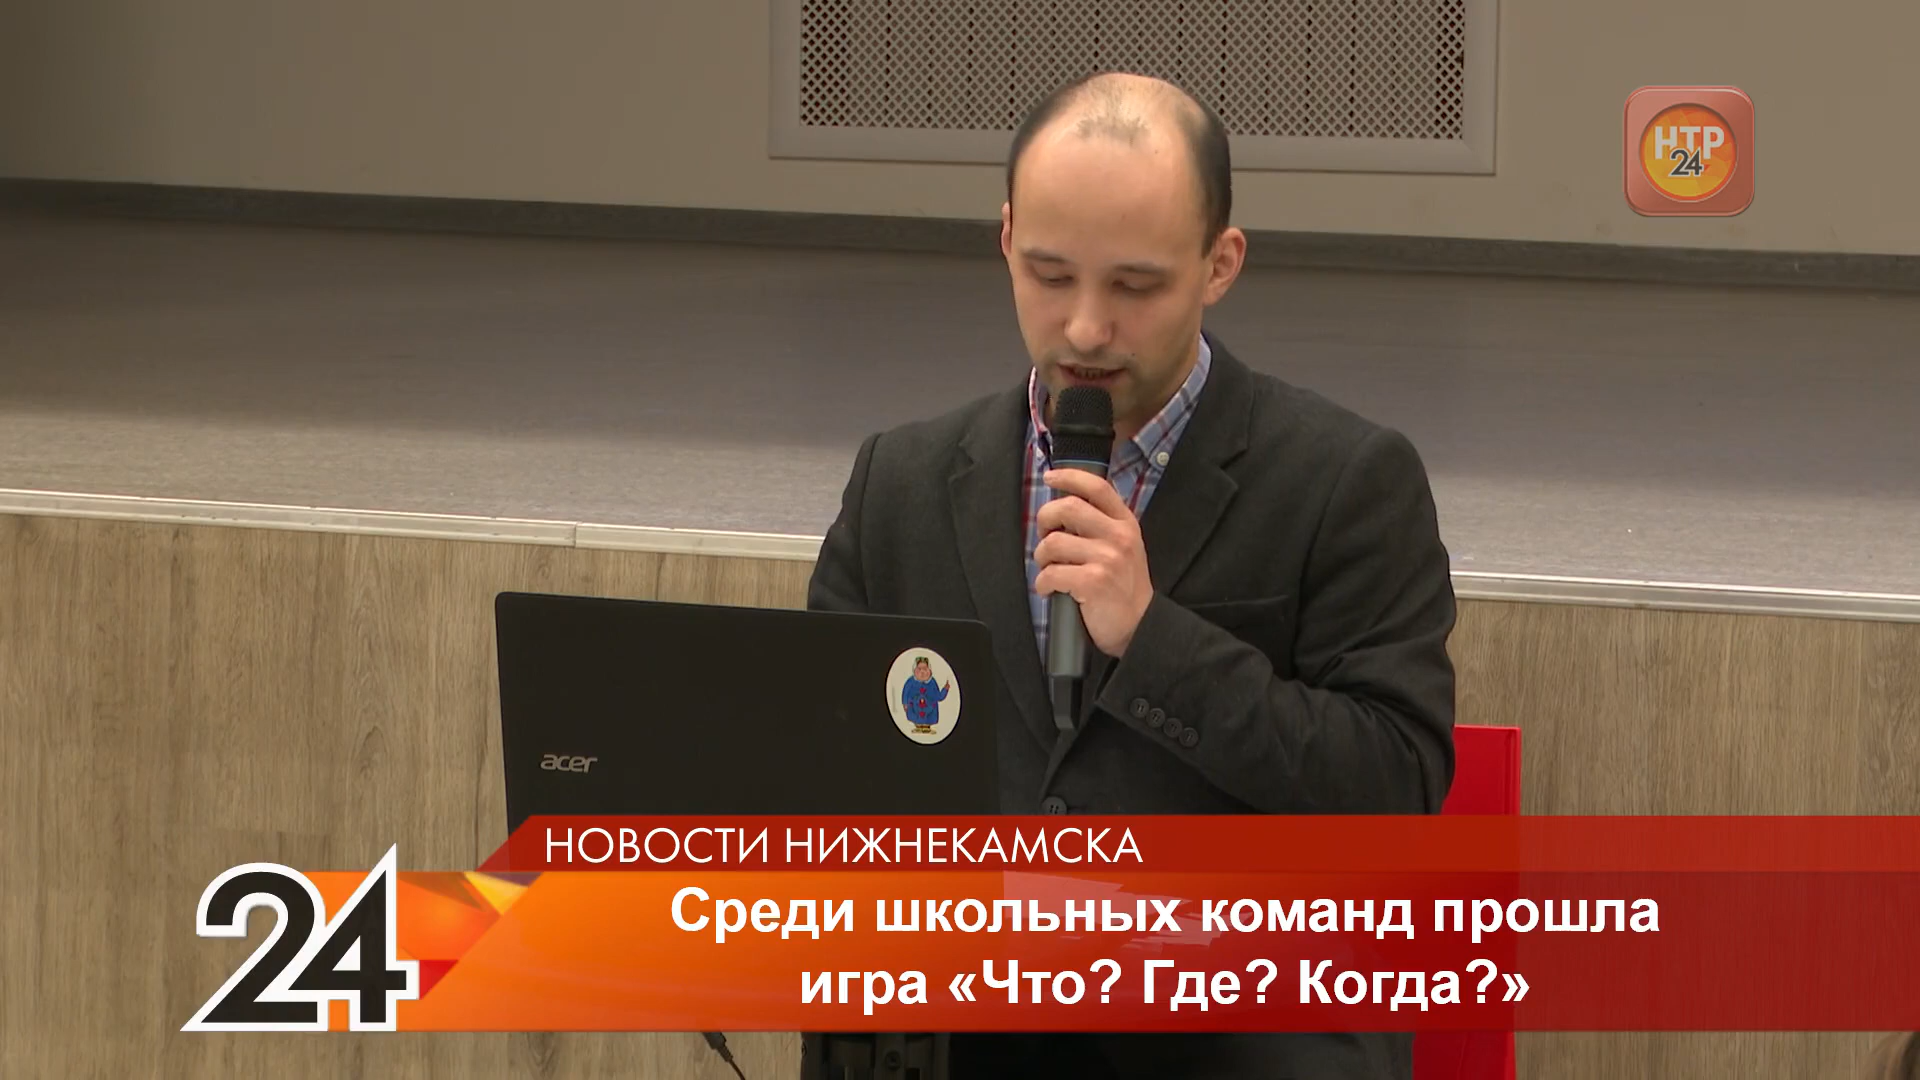 НТР
24
acer
НОВОСТИ НИЖНЕКАМСКА
24
Среди школьных команд прошла
игра «Что? Где? Когда?»